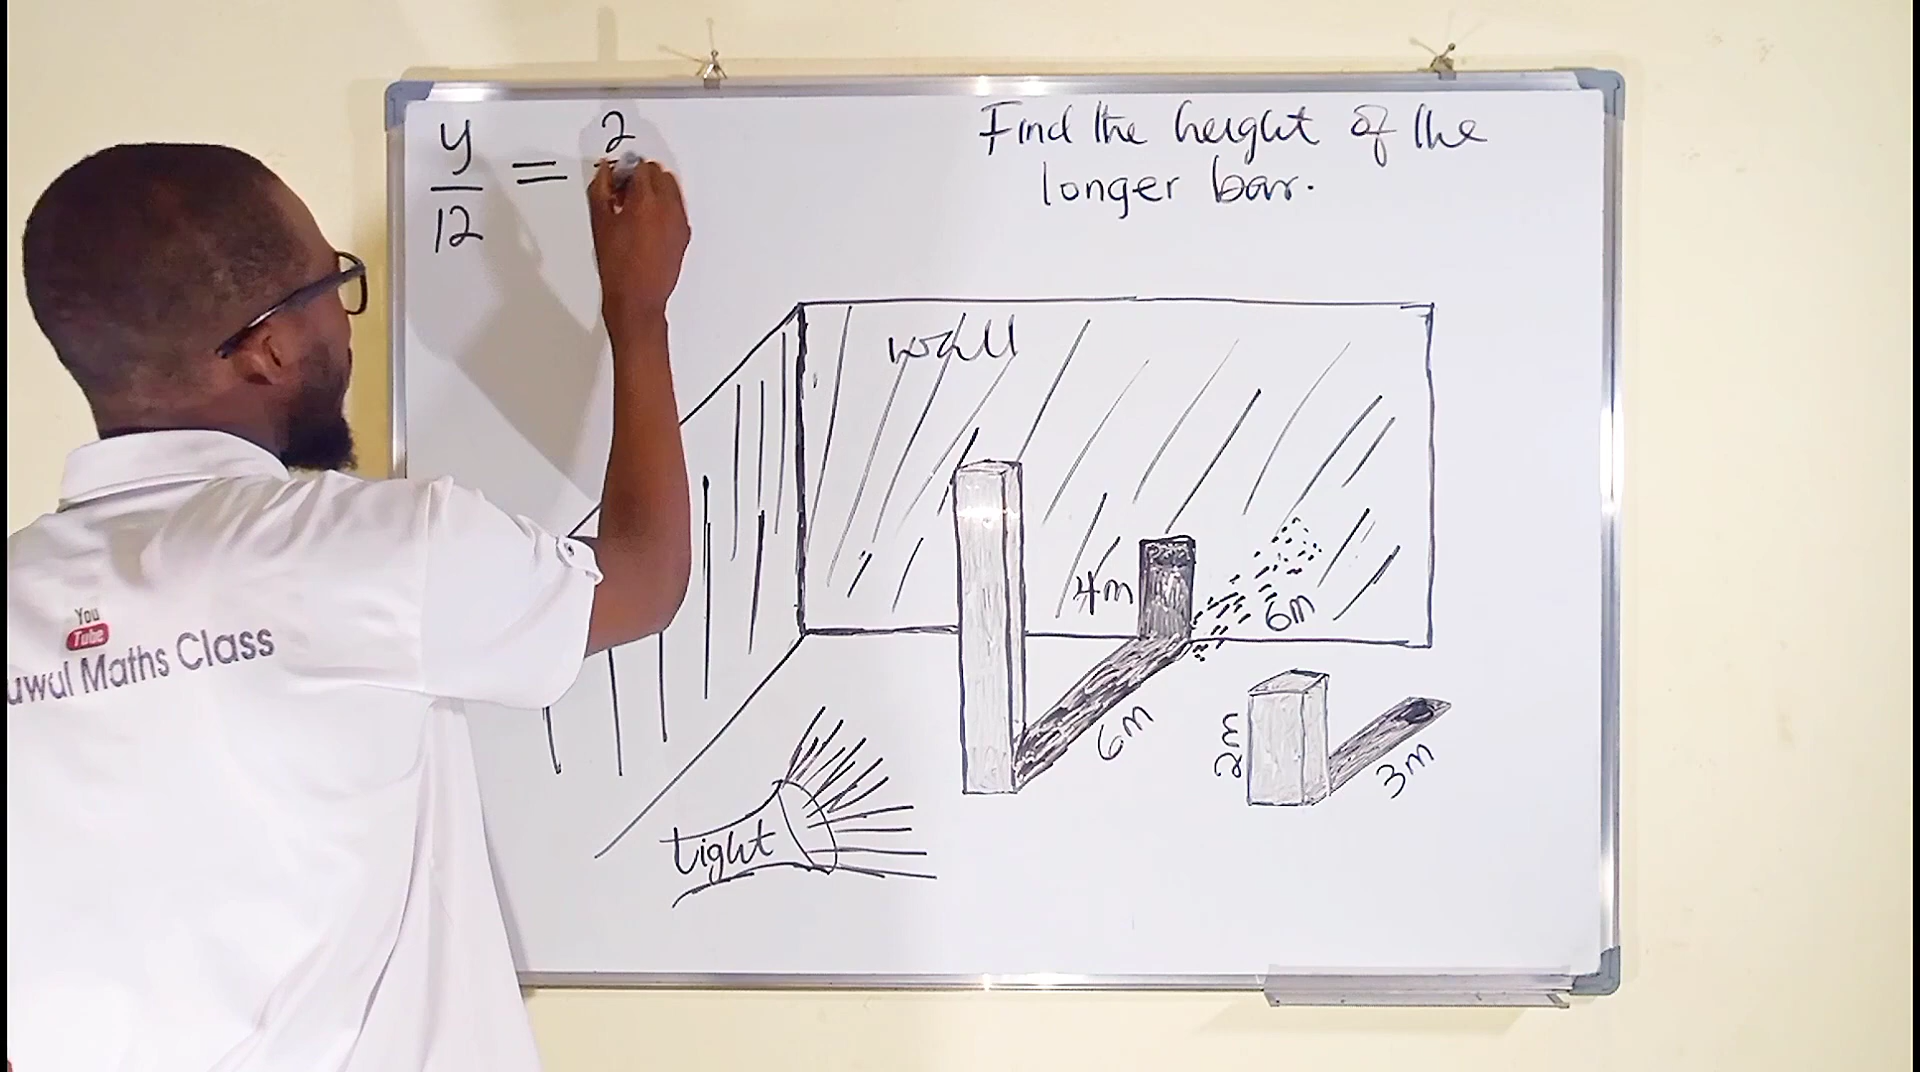 y/12 = 2
Find the height of the
longer bar.
wall
4m
6m
6m
2m
3m
Light
You
Tube
Maths Class